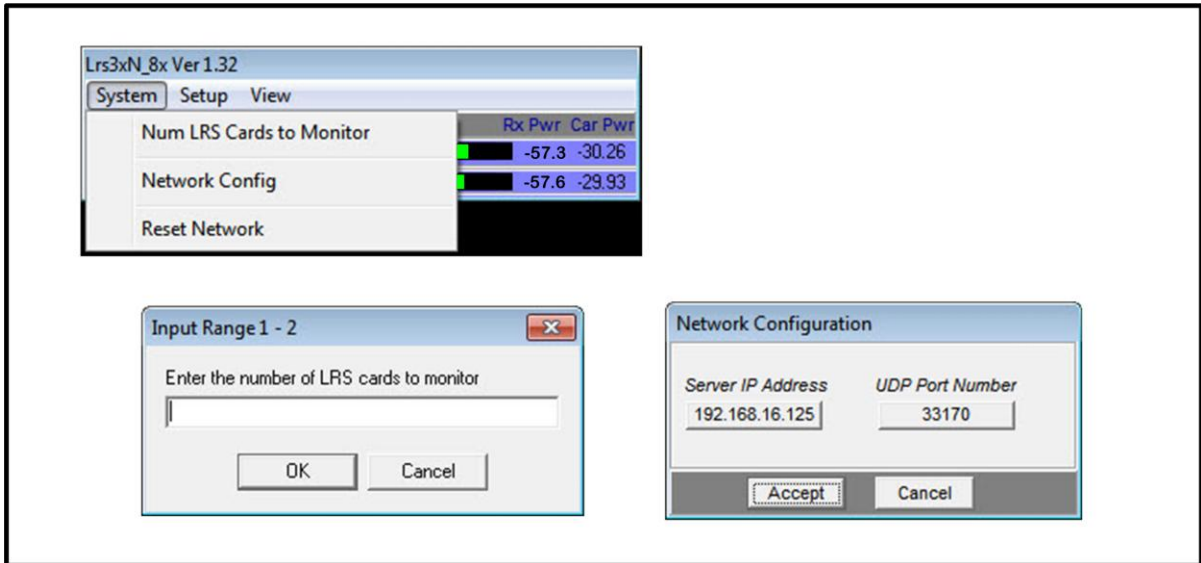 Lrs3xN_8x Ver 1.32
System Setup View
Num LRS Cards to Monitor
Network Config
Reset Network
Rx Pwr Car Pwr
-57.3 -30.26
-57.6 -29.93
Input Range 1 - 2
Enter the number of LRS cards to monitor
OK Cancel
Network Configuration
Server IP Address UDP Port Number
192.168.16.125 33170
Accept Cancel